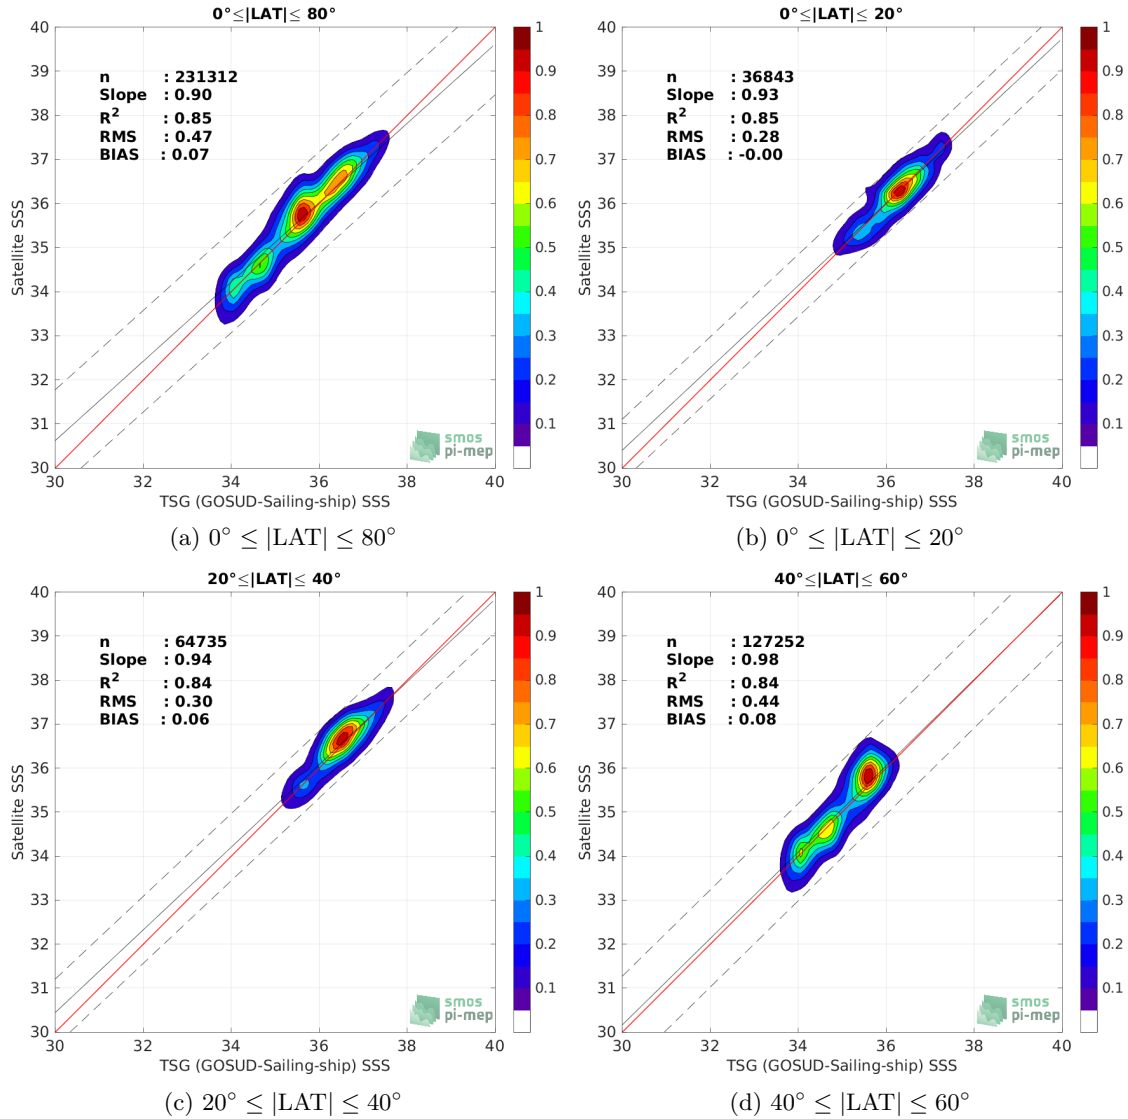 0°≤|LAT|≤ 80°
40
39
38
37
36
35
34
33
32
31
30
Satellite SSS
n : 231312
Slope : 0.90
R² : 0.85
RMS : 0.47
BIAS : 0.07
smos
pi-mep
30 32 34 36 38 40
TSG (GOSUD-Sailing-ship) SSS
1
0.9
0.8
0.7
0.6
0.5
0.4
0.3
0.2
0.1
(a) 0° ≤ |LAT| ≤ 80°
0°≤|LAT|≤ 20°
40
39
38
37
36
35
34
33
32
31
30
Satellite SSS
n : 36843
Slope : 0.93
R² : 0.85
RMS : 0.28
BIAS : -0.00
smos
pi-mep
30 32 34 36 38 40
TSG (GOSUD-Sailing-ship) SSS
1
0.9
0.8
0.7
0.6
0.5
0.4
0.3
0.2
0.1
(b) 0° ≤ |LAT| ≤ 20°
20°≤|LAT|≤ 40°
40
39
38
37
36
35
34
33
32
31
30
Satellite SSS
n : 64735
Slope : 0.94
R² : 0.84
RMS : 0.30
BIAS : 0.06
smos
pi-mep
30 32 34 36 38 40
TSG (GOSUD-Sailing-ship) SSS
1
0.9
0.8
0.7
0.6
0.5
0.4
0.3
0.2
0.1
(c) 20° ≤ |LAT| ≤ 40°
40°≤|LAT|≤ 60°
40
39
38
37
36
35
34
33
32
31
30
Satellite SSS
n : 127252
Slope : 0.98
R² : 0.84
RMS : 0.44
BIAS : 0.08
smos
pi-mep
30 32 34 36 38 40
TSG (GOSUD-Sailing-ship) SSS
1
0.9
0.8
0.7
0.6
0.5
0.4
0.3
0.2
0.1
(d) 40° ≤ |LAT| ≤ 60°